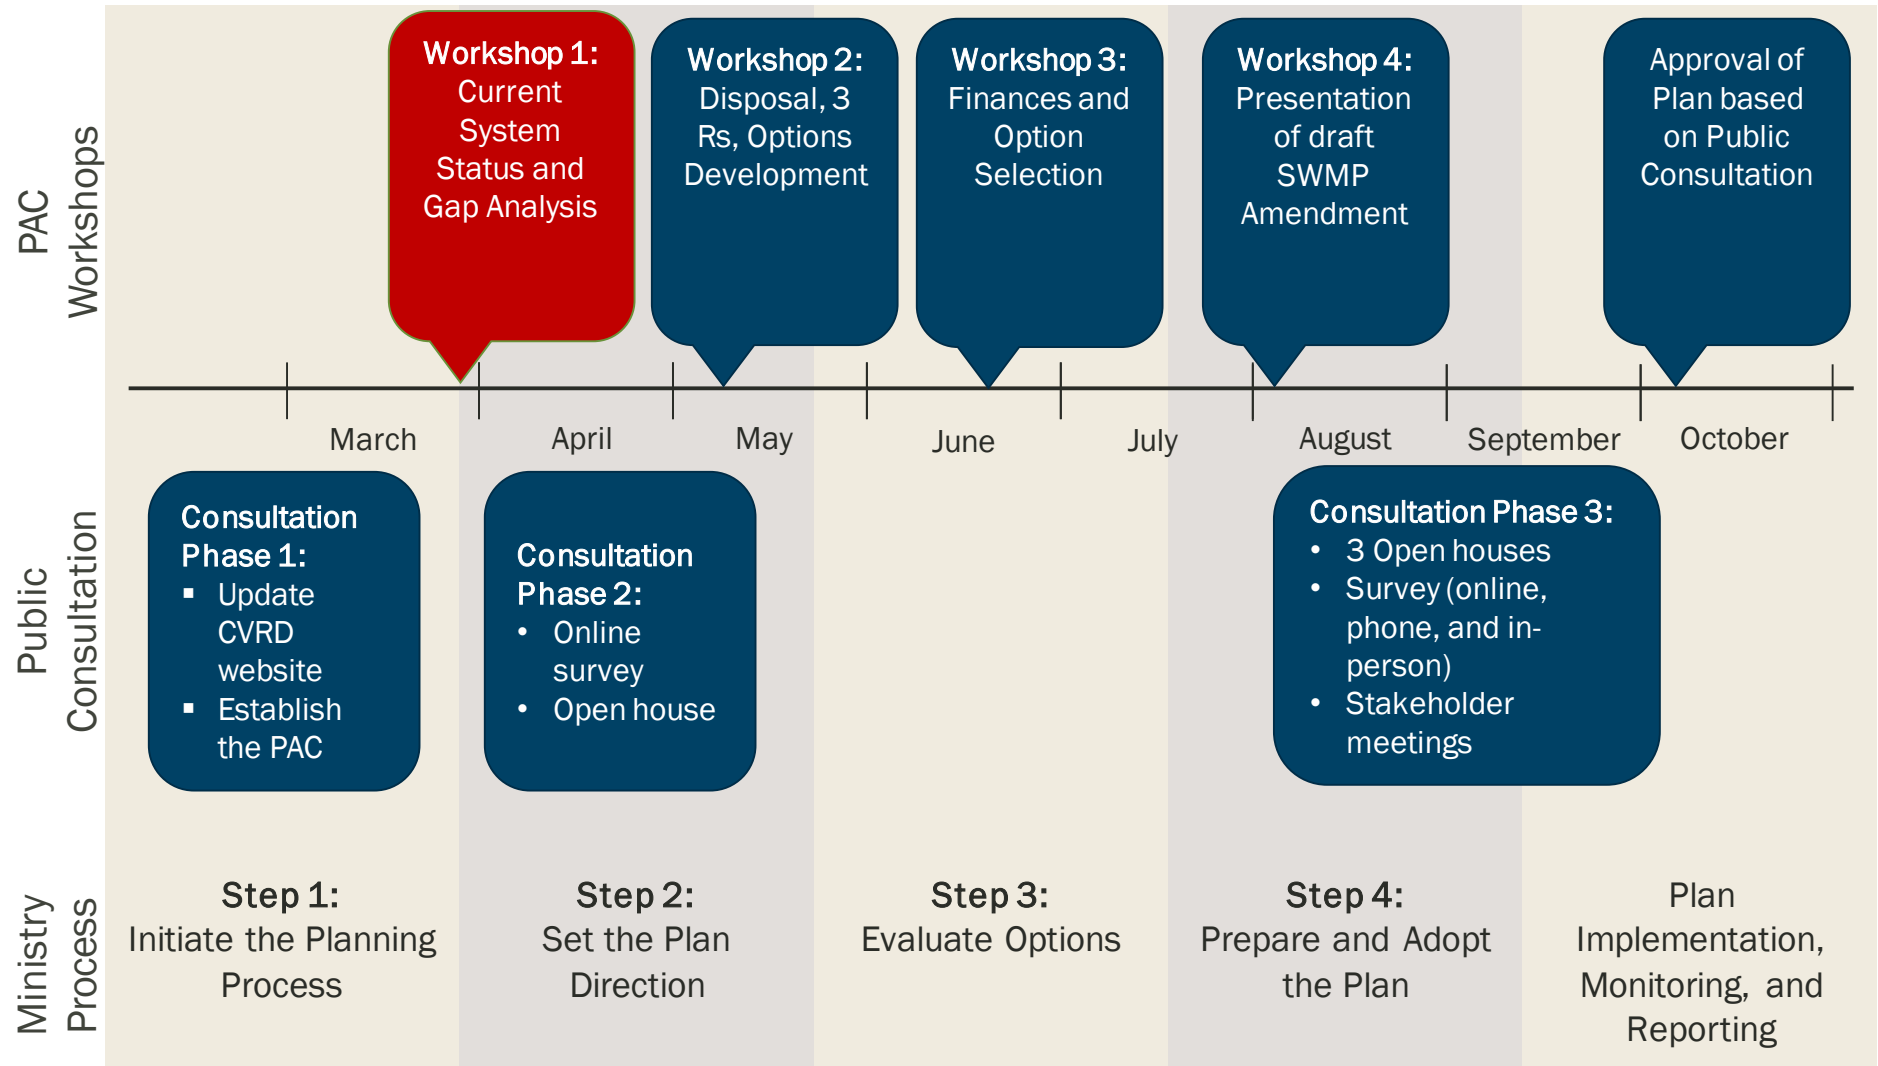 PAC
Workshops
Workshop 1:
Current
System
Status and
Gap Analysis
Workshop 2:
Disposal, 3
Rs, Options
Development
Workshop 3:
Finances and
Option
Selection
Workshop 4:
Presentation
of draft
SWMP
Amendment
Approval of
Plan based
on Public
Consultation
March
April
May
June
July
August
September
October
Public
Consultation
Consultation
Phase 1:
▪ Update
CVRD
website
▪ Establish
the PAC
Consultation
Phase 2:
• Online
survey
• Open house
Consultation Phase 3:
• 3 Open houses
• Survey (online,
phone, and in-
person)
• Stakeholder
meetings
Ministry
Process
Step 1:
Initiate the Planning
Process
Step 2:
Set the Plan
Direction
Step 3:
Evaluate Options
Step 4:
Prepare and Adopt
the Plan
Plan
Implementation,
Monitoring, and
Reporting